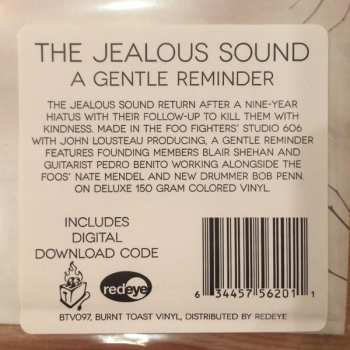 THE JEALOUS SOUND
A GENTLE REMINDER
THE JEALOUS SOUND RETURN AFTER A NINE-YEAR
HIATUS WITH THEIR FOLLOW-UP TO KILL THEM WITH
KINDNESS. MADE IN THE FOO FIGHTERS' STUDIO 606
WITH JOHN LOUSTEAU PRODUCING, A GENTLE REMINDER
FEATURES FOUNDING MEMBERS BLAIR SHEHAN AND
GUITARIST PEDRO BENITO WORKING ALONGSIDE THE
FOOS' NATE MENDEL AND NEW DRUMMER BOB PENN.
ON DELUXE 150 GRAM COLORED VINYL.
INCLUDES
DIGITAL
DOWNLOAD CODE
redeye
6 34457 56201 1
BTV097, BURNT TOAST VINYL, DISTRIBUTED BY REDEYE